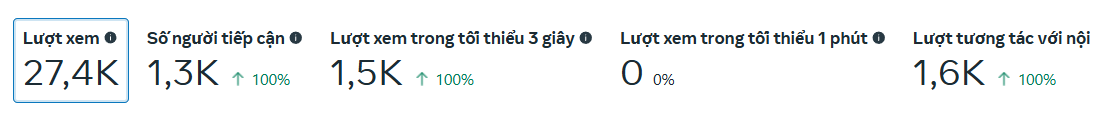 Lượt xem
27,4K
Số người tiếp cận
1,3K ↑ 100%
Lượt xem trong tối thiểu 3 giây
1,5K ↑ 100%
Lượt xem trong tối thiểu 1 phút
0 0%
Lượt tương tác với nội
1,6K ↑ 100%